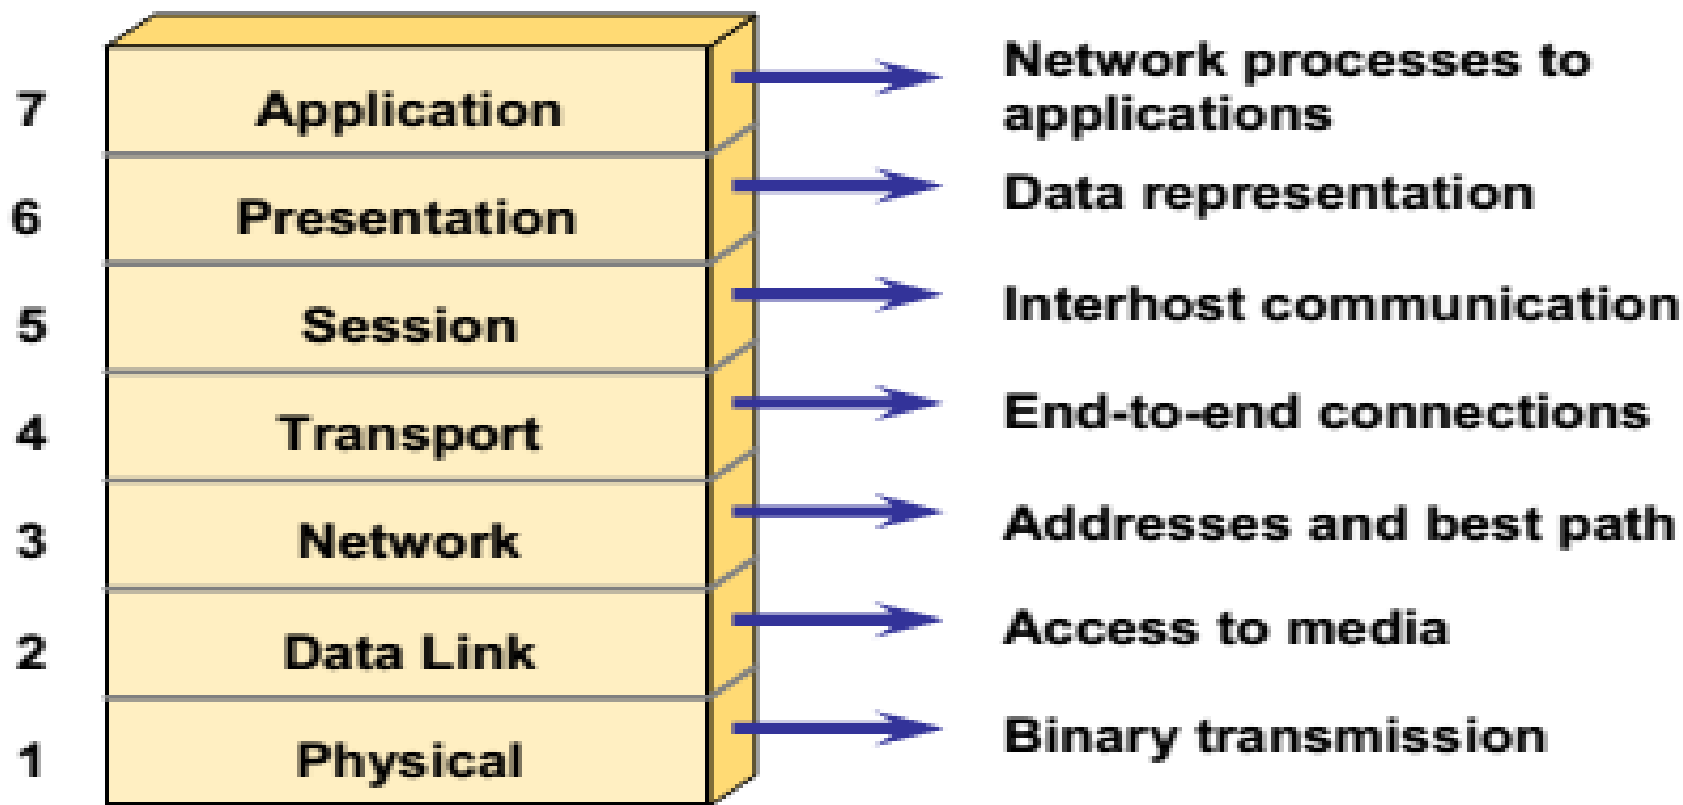 7 Application Network processes to
applications
6 Presentation Data representation
5 Session Interhost communication
4 Transport End-to-end connections
3 Network Addresses and best path
2 Data Link Access to media
1 Physical Binary transmission